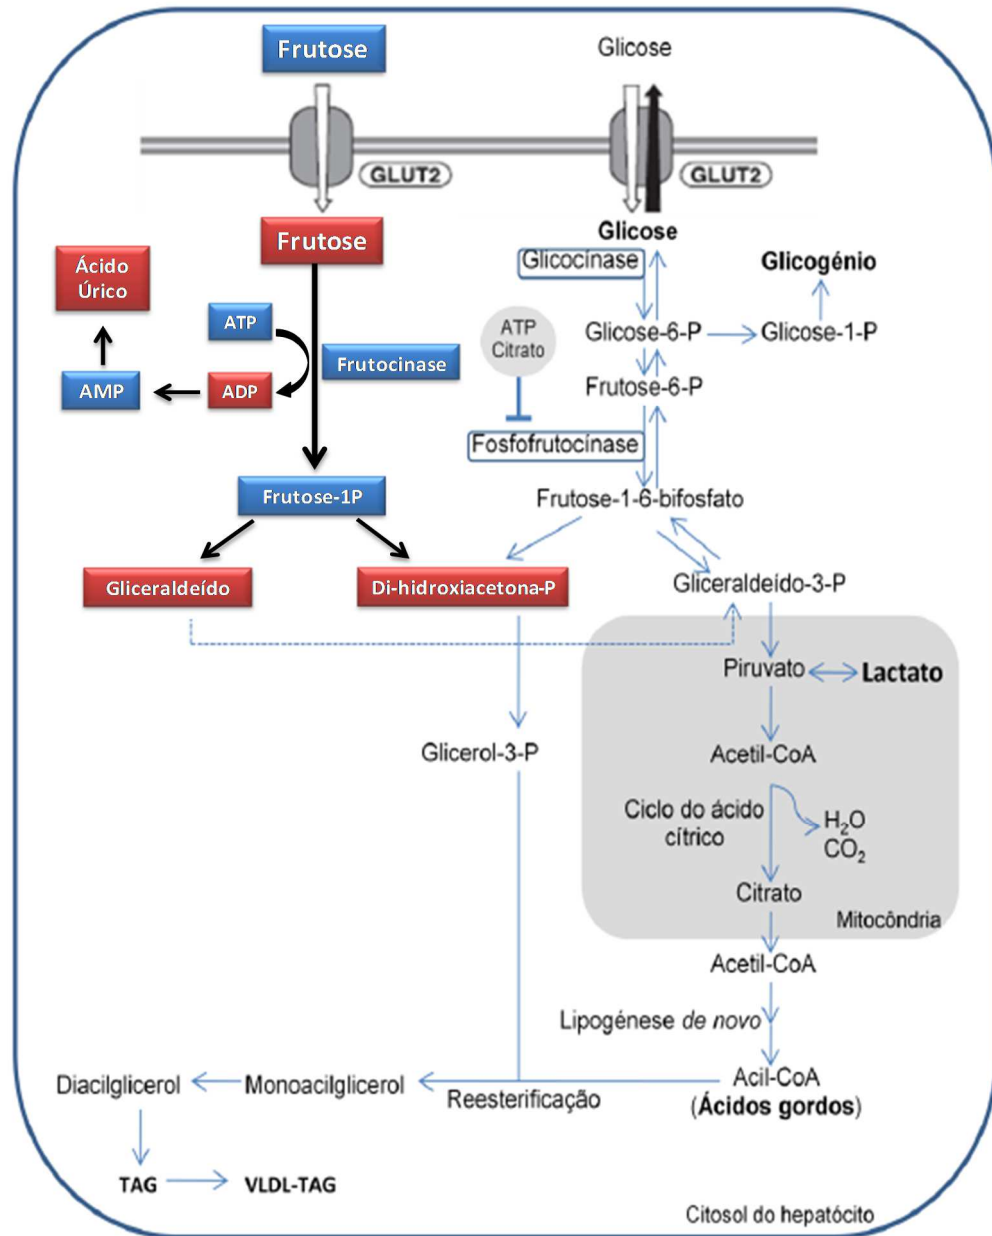 Frutose
Glicose
GLUT2
GLUT2
Frutose
Glicose
Ácido
Úrico
Glicocínase
Glicogénio
ATP
ATP
Citrato
Glicose-6-P
Glicose-1-P
Frutocinase
AMP
ADP
Frutose-6-P
Fosfofrutocínase
Frutose-1P
Frutose-1-6-bifosfato
Gliceraldeído
Di-hidroxiacetona-P
Gliceraldeído-3-P
Piruvato
Lactato
Glicerol-3-P
Acetil-CoA
Ciclo do ácido
cítrico
H₂O
CO₂
Citrato
Mitocôndria
Acetil-CoA
Lipogénese de novo
Diacilglicerol
Monoacilglicerol
Reesterificação
Acil-CoA
(Ácidos gordos)
TAG
VLDL-TAG
Citosol do hepatócito